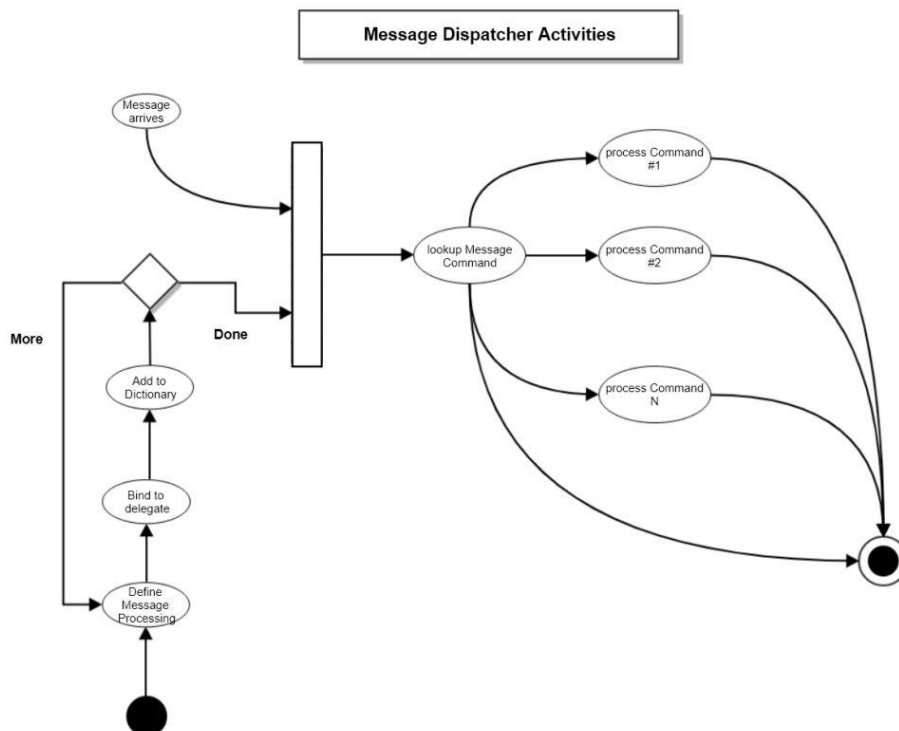 Message Dispatcher Activities
Message
arrives
process Command
#1
lookup Message
Command
process Command
#2
More
Done
Add to
Dictionary
process Command
N
Bind to
delegate
Define
Message
Processing